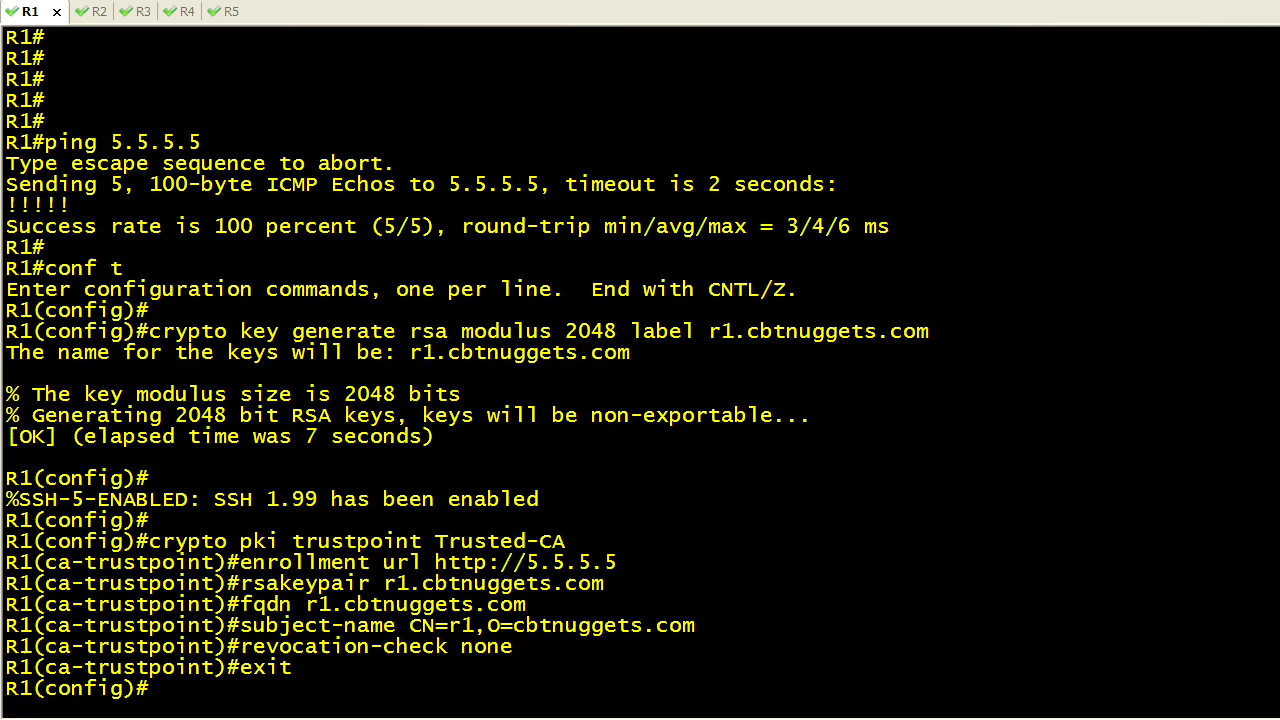 R1 x R2 R3 R4 R5
R1#
R1#
R1#
R1#
R1#
R1#ping 5.5.5.5
Type escape sequence to abort.
Sending 5, 100-byte ICMP Echos to 5.5.5.5, timeout is 2 seconds:
!!!!!
Success rate is 100 percent (5/5), round-trip min/avg/max = 3/4/6 ms
R1#
R1#conf t
Enter configuration commands, one per line.  End with CNTL/Z.
R1(config)#
R1(config)#crypto key generate rsa modulus 2048 label r1.cbtnuggets.com
The name for the keys will be: r1.cbtnuggets.com
% The key modulus size is 2048 bits
% Generating 2048 bit RSA keys, keys will be non-exportable...
[OK] (elapsed time was 7 seconds)
R1(config)#
%SSH-5-ENABLED: SSH 1.99 has been enabled
R1(config)#
R1(config)#crypto pki trustpoint Trusted-CA
R1(ca-trustpoint)#enrollment url http://5.5.5.5
R1(ca-trustpoint)#rsakeypair r1.cbtnuggets.com
R1(ca-trustpoint)#fqdn r1.cbtnuggets.com
R1(ca-trustpoint)#subject-name CN=r1,O=cbtnuggets.com
R1(ca-trustpoint)#revocation-check none
R1(ca-trustpoint)#exit
R1(config)#